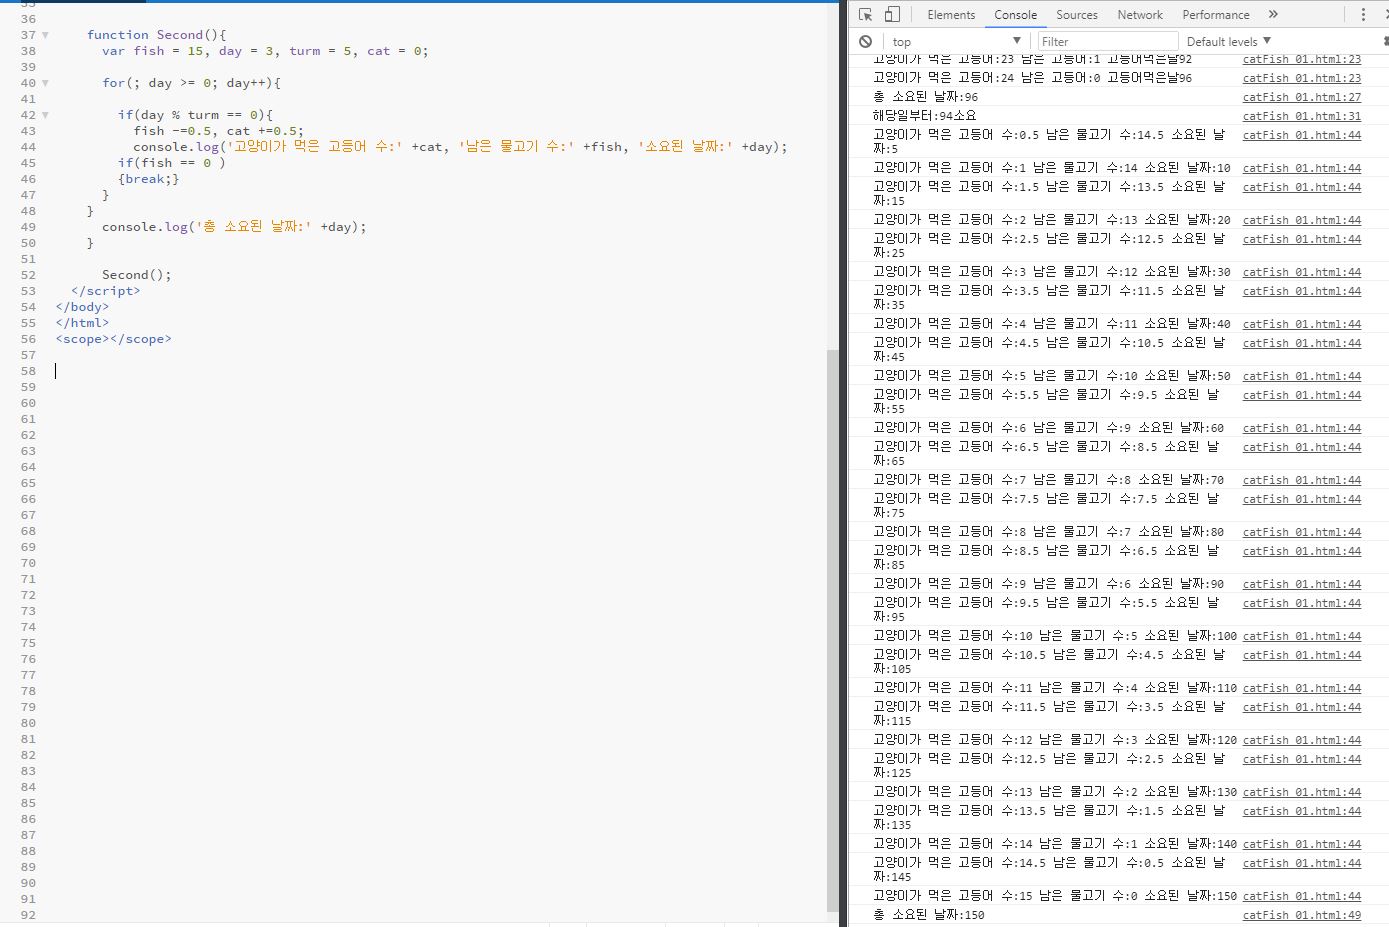 35
36
37 function Second(){
38 var fish = 15, day = 3, turm = 5, cat = 0;
39
40 for(; day >= 0; day++){
41
42 if(day % turm == 0){
43 fish -=0.5, cat +=0.5;
44 console.log('고양이가 먹은 고등어 수:' +cat, '남은 물고기 수:' +fish, '소요된 날짜:' +day);
45 if(fish == 0 )
46 {break;}
47 }
48 }
49 console.log('총 소요된 날짜:' +day);
50 }
51
52 Second();
53 </script>
54 </body>
55 </html>
56 <scope></scope>
57
58
59
60
61
62
63
64
65
66
67
68
69
70
71
72
73
74
75
76
77
78
79
80
81
82
83
84
85
86
87
88
89
90
91
92
Elements Console Sources Network Performance »
top Filter Default levels
고양이가 먹은 고등어:23 남은 고등어:1 고등어먹은날92 catFish 01.html:23
고양이가 먹은 고등어:24 남은 고등어:0 고등어먹은날96 catFish 01.html:23
총 소요된 날짜:96 catFish 01.html:27
해당일부터:94소요 catFish 01.html:31
고양이가 먹은 고등어 수:0.5 남은 물고기 수:14.5 소요된 날 catFish 01.html:44
짜:5
고양이가 먹은 고등어 수:1 남은 물고기 수:14 소요된 날짜:10 catFish 01.html:44
고양이가 먹은 고등어 수:1.5 남은 물고기 수:13.5 소요된 날 catFish 01.html:44
짜:15
고양이가 먹은 고등어 수:2 남은 물고기 수:13 소요된 날짜:20 catFish 01.html:44
고양이가 먹은 고등어 수:2.5 남은 물고기 수:12.5 소요된 날 catFish 01.html:44
짜:25
고양이가 먹은 고등어 수:3 남은 물고기 수:12 소요된 날짜:30 catFish 01.html:44
고양이가 먹은 고등어 수:3.5 남은 물고기 수:11.5 소요된 날 catFish 01.html:44
짜:35
고양이가 먹은 고등어 수:4 남은 물고기 수:11 소요된 날짜:40 catFish 01.html:44
고양이가 먹은 고등어 수:4.5 남은 물고기 수:10.5 소요된 날 catFish 01.html:44
짜:45
고양이가 먹은 고등어 수:5 남은 물고기 수:10 소요된 날짜:50 catFish 01.html:44
고양이가 먹은 고등어 수:5.5 남은 물고기 수:9.5 소요된 날 catFish 01.html:44
짜:55
고양이가 먹은 고등어 수:6 남은 물고기 수:9 소요된 날짜:60 catFish 01.html:44
고양이가 먹은 고등어 수:6.5 남은 물고기 수:8.5 소요된 날 catFish 01.html:44
짜:65
고양이가 먹은 고등어 수:7 남은 물고기 수:8 소요된 날짜:70 catFish 01.html:44
고양이가 먹은 고등어 수:7.5 남은 물고기 수:7.5 소요된 날 catFish 01.html:44
짜:75
고양이가 먹은 고등어 수:8 남은 물고기 수:7 소요된 날짜:80 catFish 01.html:44
고양이가 먹은 고등어 수:8.5 남은 물고기 수:6.5 소요된 날 catFish 01.html:44
짜:85
고양이가 먹은 고등어 수:9 남은 물고기 수:6 소요된 날짜:90 catFish 01.html:44
고양이가 먹은 고등어 수:9.5 남은 물고기 수:5.5 소요된 날 catFish 01.html:44
짜:95
고양이가 먹은 고등어 수:10 남은 물고기 수:5 소요된 날짜:100 catFish 01.html:44
고양이가 먹은 고등어 수:10.5 남은 물고기 수:4.5 소요된 날 catFish 01.html:44
짜:105
고양이가 먹은 고등어 수:11 남은 물고기 수:4 소요된 날짜:110 catFish 01.html:44
고양이가 먹은 고등어 수:11.5 남은 물고기 수:3.5 소요된 날 catFish 01.html:44
짜:115
고양이가 먹은 고등어 수:12 남은 물고기 수:3 소요된 날짜:120 catFish 01.html:44
고양이가 먹은 고등어 수:12.5 남은 물고기 수:2.5 소요된 날 catFish 01.html:44
짜:125
고양이가 먹은 고등어 수:13 남은 물고기 수:2 소요된 날짜:130 catFish 01.html:44
고양이가 먹은 고등어 수:13.5 남은 물고기 수:1.5 소요된 날 catFish 01.html:44
짜:135
고양이가 먹은 고등어 수:14 남은 물고기 수:1 소요된 날짜:140 catFish 01.html:44
고양이가 먹은 고등어 수:14.5 남은 물고기 수:0.5 소요된 날 catFish 01.html:44
짜:145
고양이가 먹은 고등어 수:15 남은 물고기 수:0 소요된 날짜:150 catFish 01.html:44
총 소요된 날짜:150 catFish 01.html:49